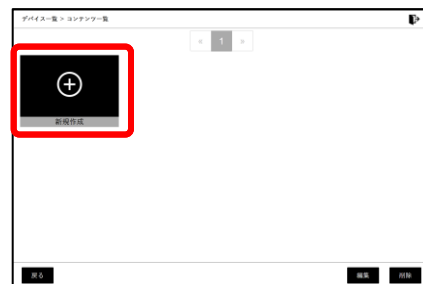 デバイス一覧 > コンテンツ一覧
« 1 »
新規作成
戻る
編集
削除